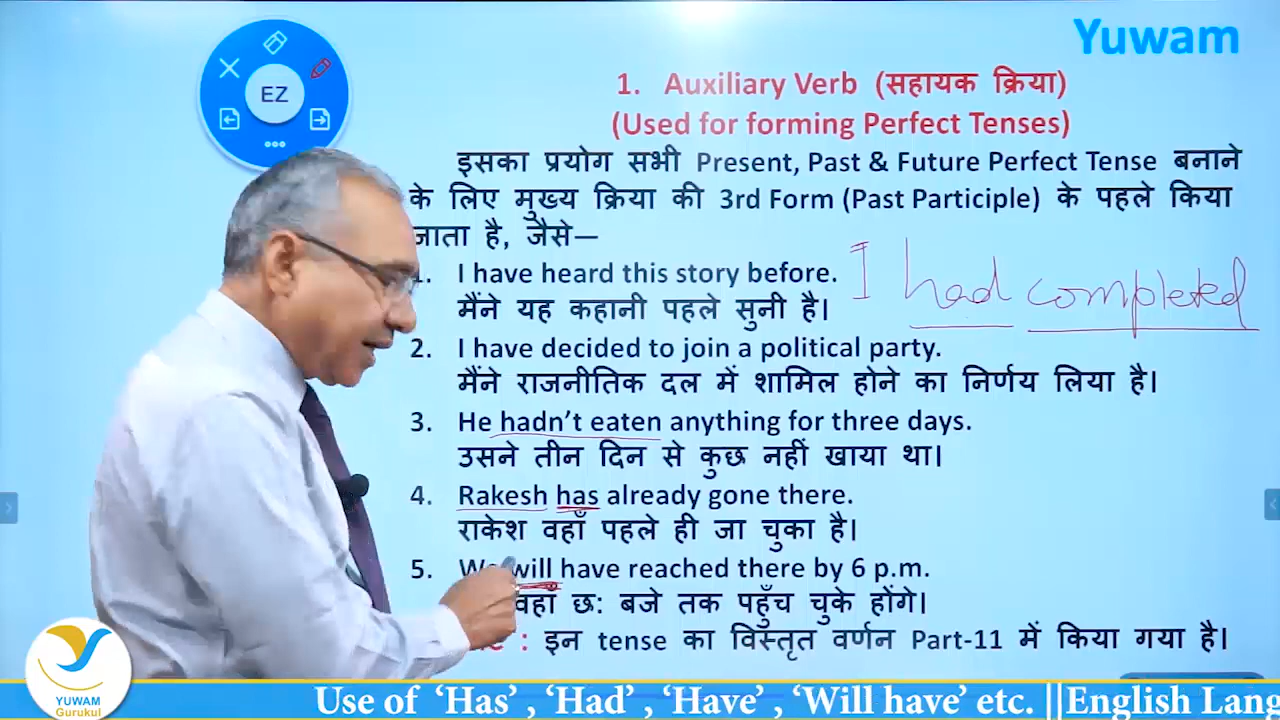 Yuwam
EZ
1. Auxiliary Verb (सहायक क्रिया)
(Used for forming Perfect Tenses)
इसका प्रयोग सभी Present, Past & Future Perfect Tense बनाने
के लिए मुख्य क्रिया की 3rd Form (Past Participle) के पहले किया
जाता है, जैसे—
1. I have heard this story before.
I had completed
मैंने यह कहानी पहले सुनी है।
2. I have decided to join a political party.
मैंने राजनीतिक दल में शामिल होने का निर्णय लिया है।
3. He hadn't eaten anything for three days.
उसने तीन दिन से कुछ नहीं खाया था।
4. Rakesh has already gone there.
राकेश वहाँ पहले ही जा चुका है।
5. We will have reached there by 6 p.m.
वहाँ छ: बजे तक पहुँच चुके होंगे।
: इन tense का विस्तृत वर्णन Part-11 में किया गया है।
YUWAM
Gurukul
Use of ‘Has’ , ‘Had’ , ‘Have’ , ‘Will have’ etc. ||English Lang